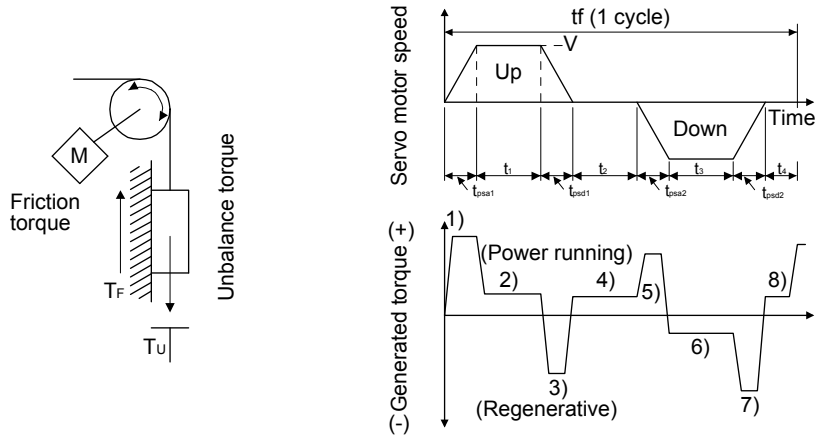 M
Friction
torque
TF
TU
Unbalance torque
Servo motor speed
tf (1 cycle)
V
Up
Down
Time
tpsa1
t1
tpsd1
t2
tpsa2
t3
tpsd2
t4
(+)
Generated torque
(-)
1)
(Power running)
2)
4)
8)
5)
6)
3)
7)
(Regenerative)